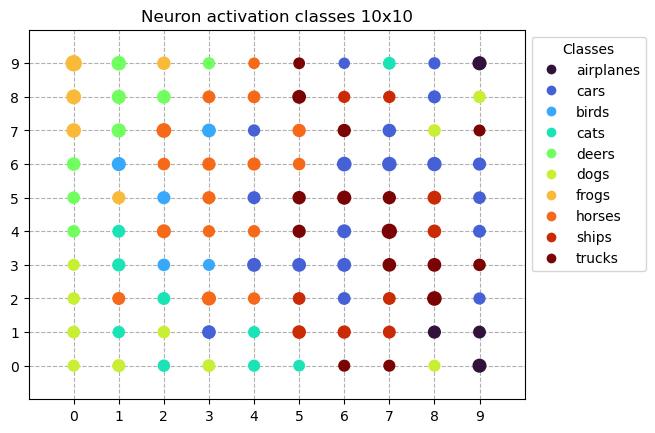 Neuron activation classes 10x10
9
8
7
6
5
4
3
2
1
0
0 1 2 3 4 5 6 7 8 9
Classes
airplanes
cars
birds
cats
deers
dogs
frogs
horses
ships
trucks